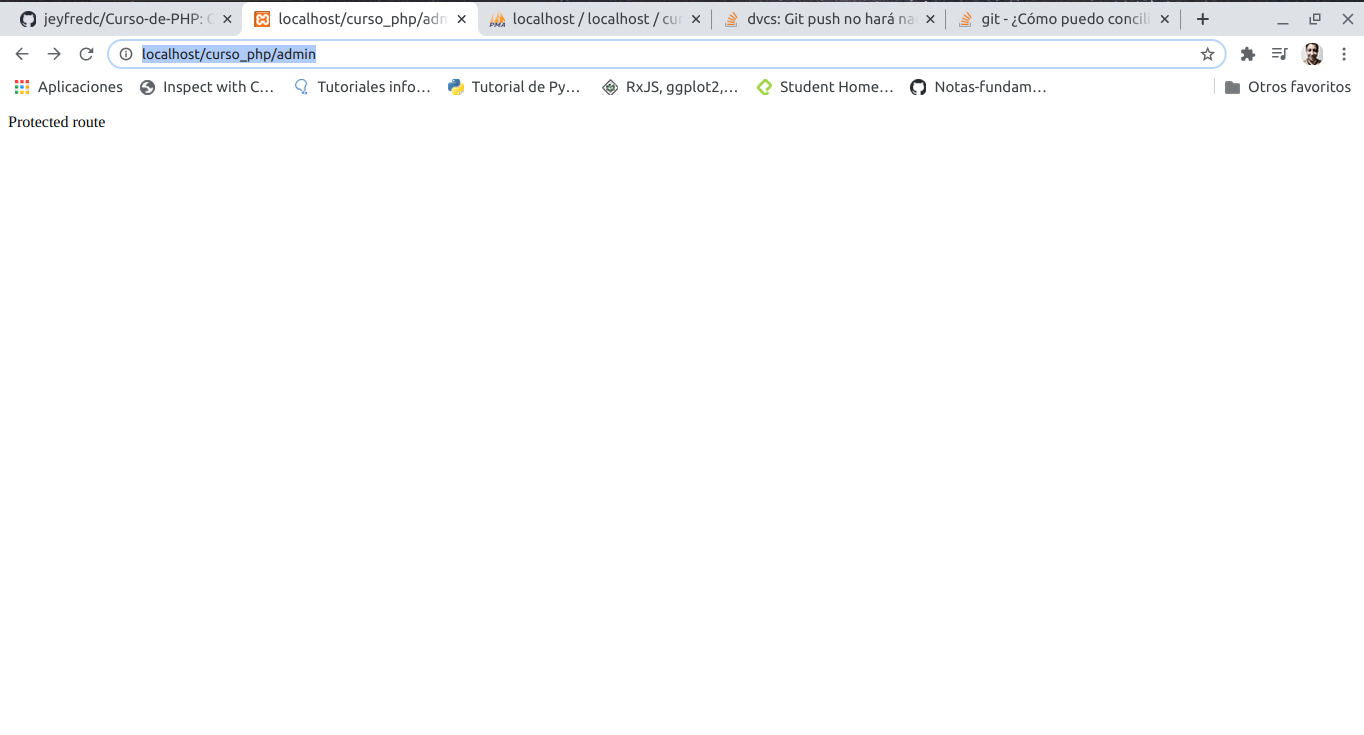 jeyfredc/Curso-de-PHP: C
localhost/curso_php/adm
localhost / localhost / cur
dvcs: Git push no hará na
git - ¿Cómo puedo concili
localhost/curso_php/admin
Aplicaciones
Inspect with C...
Tutoriales info...
Tutorial de Py...
RxJS, ggplot2,...
Student Home...
Notas-fundam...
Otros favoritos
Protected route